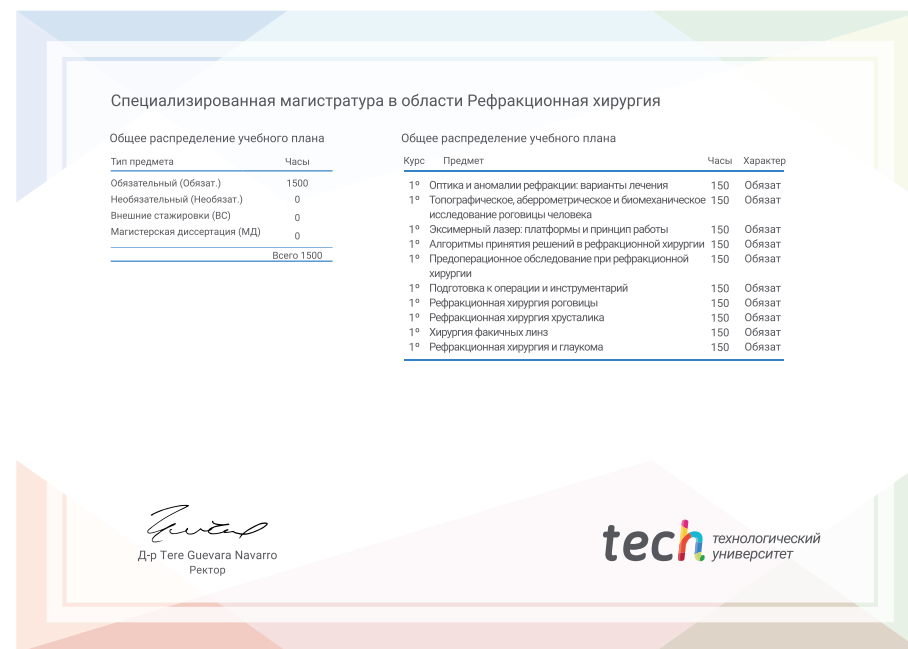 Специализированная магистратура в области Рефракционная хирургия
Общее распределение учебного плана
Тип предмета Часы
Обязательный (Обязат.) 1500
Необязательный (Необязат.) 0
Внешние стажировки (ВС) 0
Магистерская диссертация (МД) 0
Всего 1500
Общее распределение учебного плана
Курс Предмет Часы Характер
1º Оптика и аномалии рефракции: варианты лечения 150 Обязат
1º Топографическое, аберрометрическое и биомеханическое 150 Обязат
исследование роговицы человека
1º Эксимерный лазер: платформы и принцип работы 150 Обязат
1º Алгоритмы принятия решений в рефракционной хирургии 150 Обязат
1º Предоперационное обследование при рефракционной 150 Обязат
хирургии
1º Подготовка к операции и инструментарий 150 Обязат
1º Рефракционная хирургия роговицы 150 Обязат
1º Рефракционная хирургия хрусталика 150 Обязат
1º Хирургия факичных линз 150 Обязат
1º Рефракционная хирургия и глаукома 150 Обязат
Д-р Tere Guevara Navarro
Ректор
tech технологический
университет